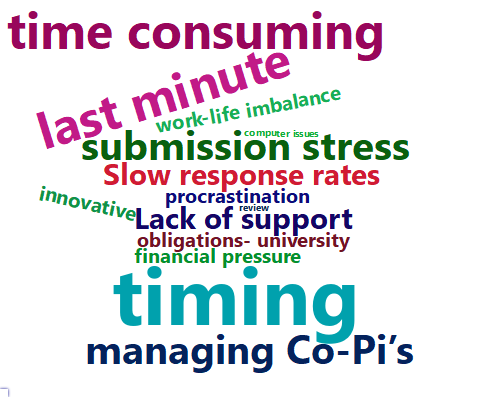 time consuming
last minute
work-life imbalance
computer issues
submission stress
Slow response rates
procrastination
innovative
review
Lack of support
obligations- university
financial pressure
timing
managing Co-Pi’s